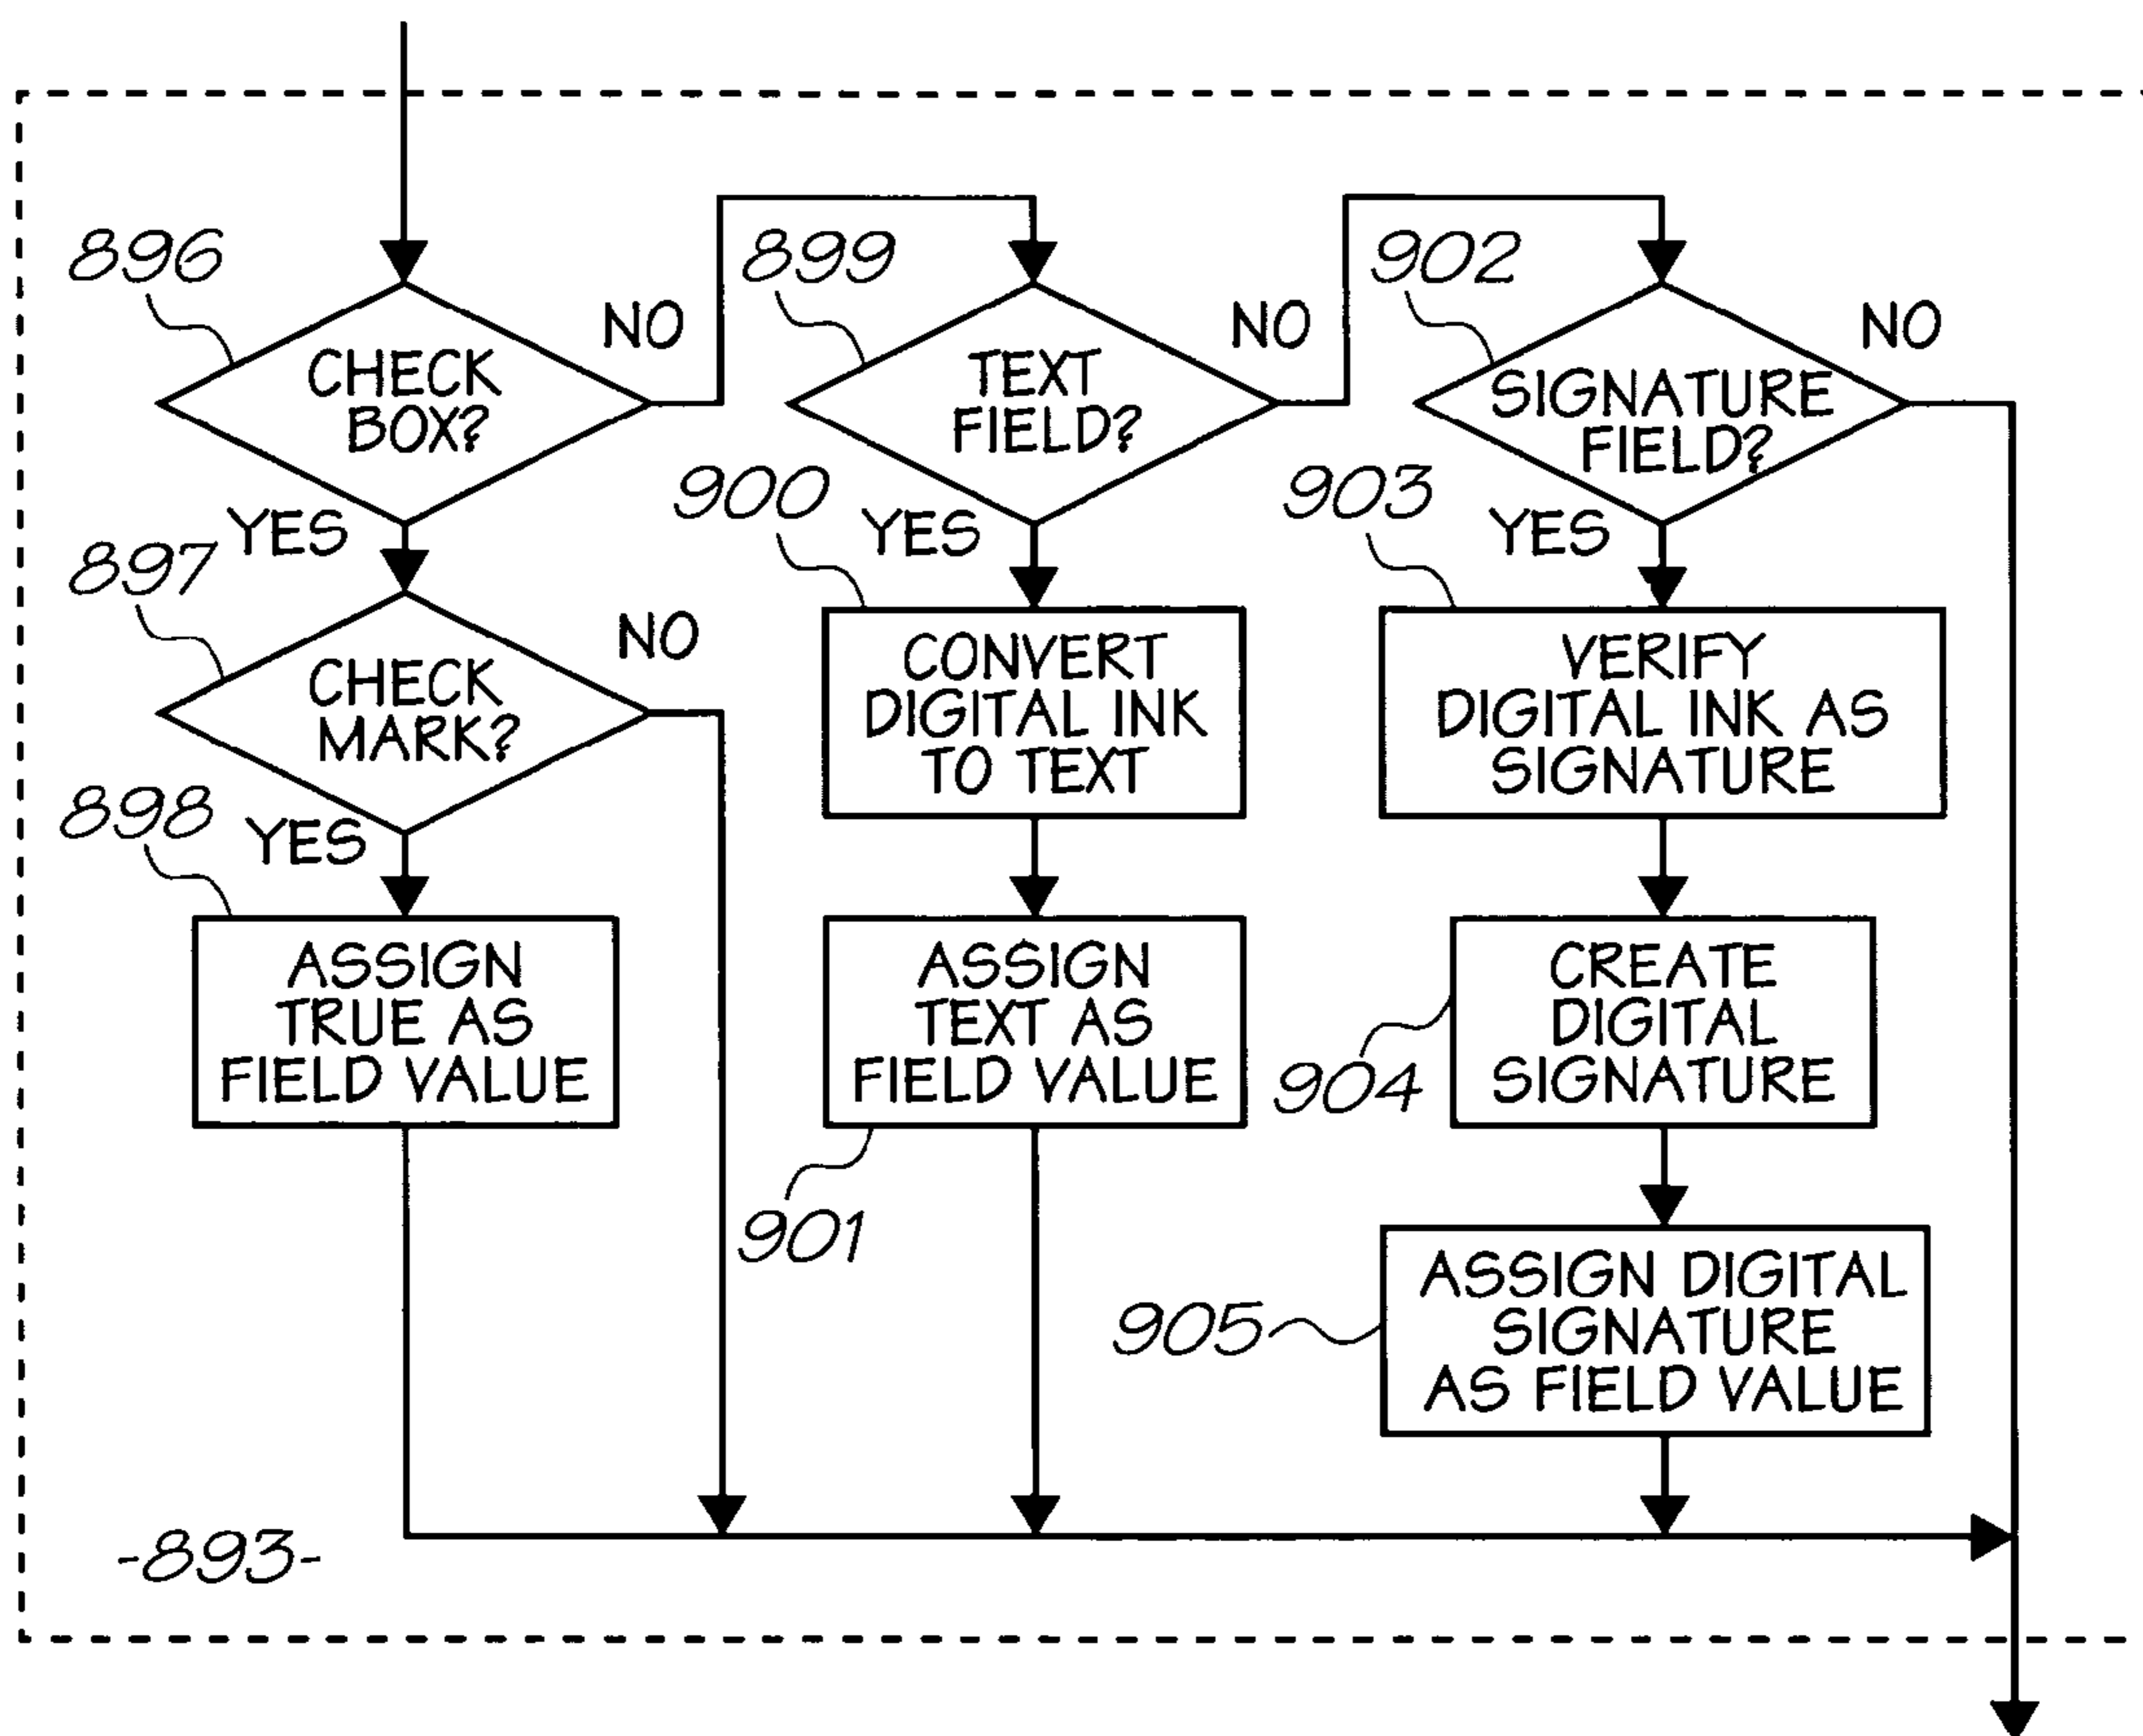 896
CHECK
BOX?
NO
YES
897
CHECK
MARK?
NO
YES
898
ASSIGN
TRUE AS
FIELD VALUE
899
TEXT
FIELD?
NO
YES
900
CONVERT
DIGITAL INK
TO TEXT
ASSIGN
TEXT AS
FIELD VALUE
901
902
SIGNATURE
FIELD?
NO
YES
903
VERIFY
DIGITAL INK AS
SIGNATURE
CREATE
DIGITAL
SIGNATURE
904
ASSIGN DIGITAL
SIGNATURE
AS FIELD VALUE
905
-893-